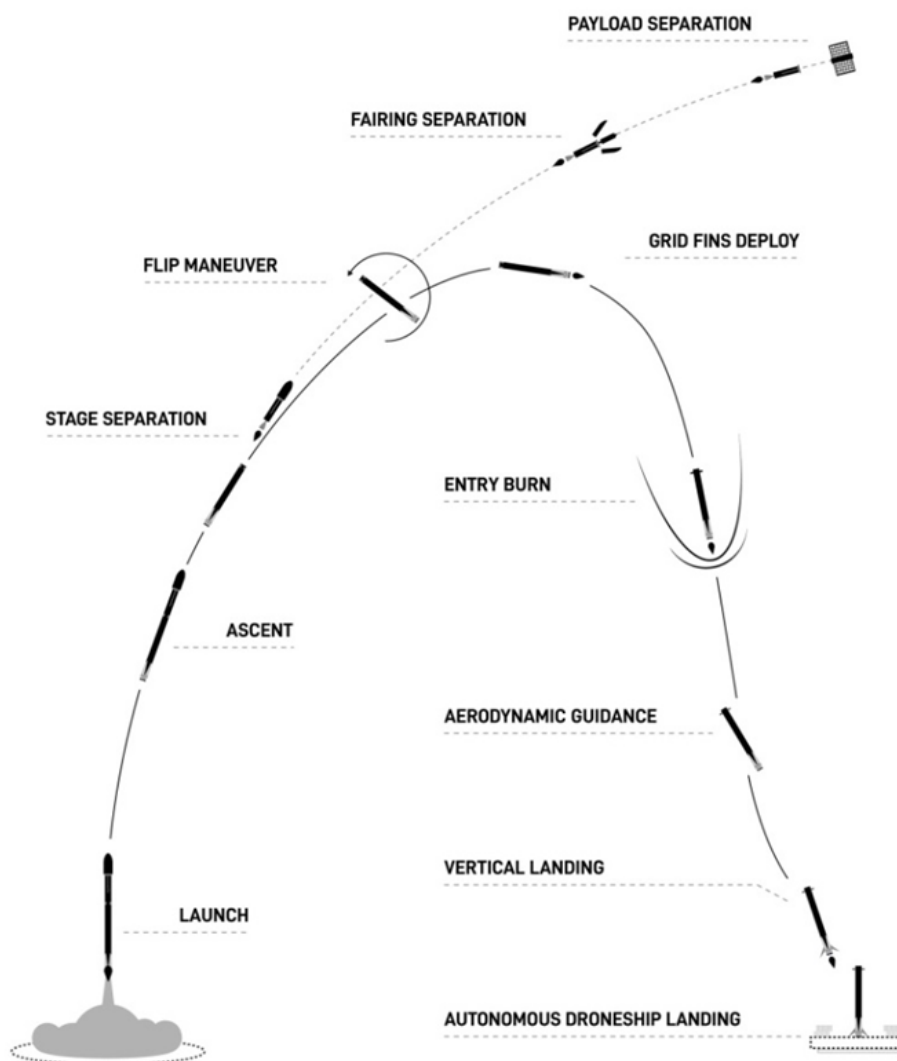 PAYLOAD SEPARATION
FAIRING SEPARATION
GRID FINS DEPLOY
FLIP MANEUVER
STAGE SEPARATION
ENTRY BURN
ASCENT
AERODYNAMIC GUIDANCE
VERTICAL LANDING
LAUNCH
AUTONOMOUS DRONESHIP LANDING